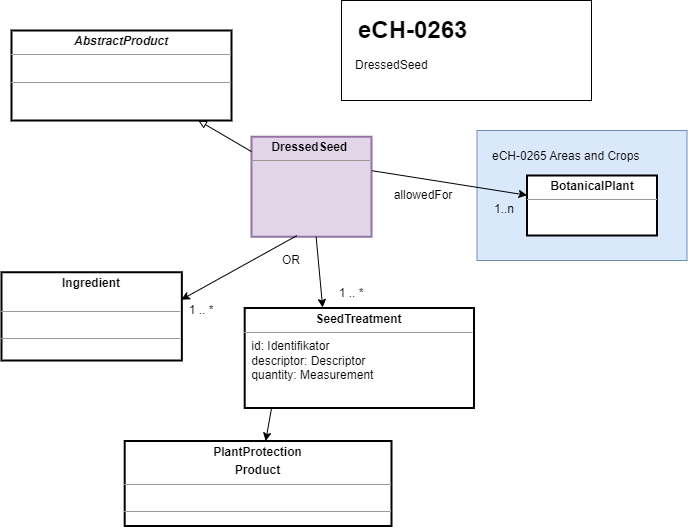 eCH-0263
DressedSeed
AbstractProduct
DressedSeed
eCH-0265 Areas and Crops
BotanicalPlant
allowedFor
1..n
OR
Ingredient
1 .. *
1 .. *
SeedTreatment
id: Identifikator
descriptor: Descriptor
quantity: Measurement
PlantProtection
Product